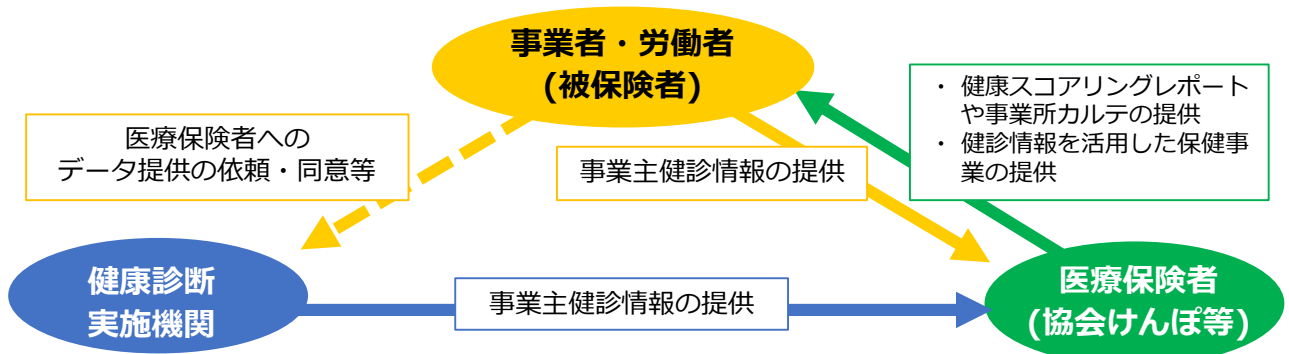 事業者・労働者
(被保険者)
・ 健康スコアリングレポート
や事業所カルテの提供
・ 健診情報を活用した保健事
業の提供
医療保険者への
データ提供の依頼・同意等
事業主健診情報の提供
健康診断
実施機関
事業主健診情報の提供
医療保険者
(協会けんぽ等)